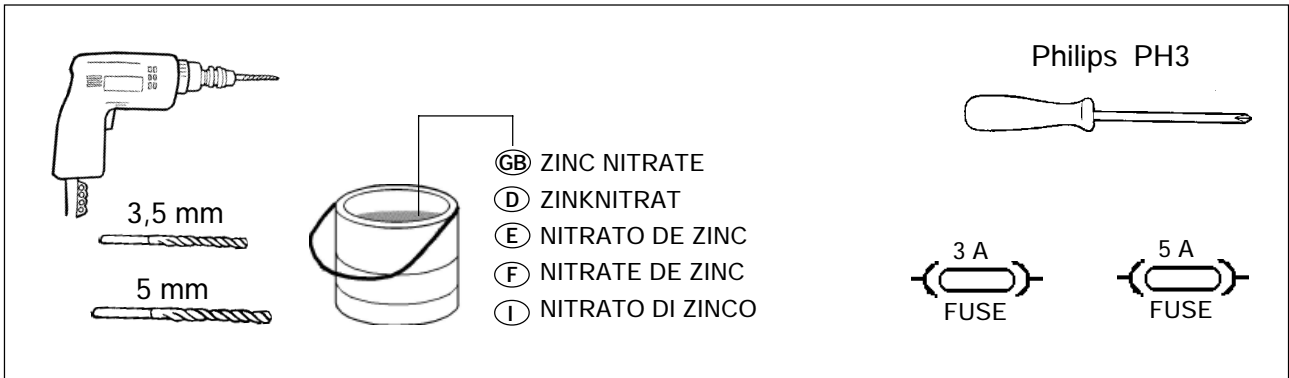 Philips PH3
GB ZINC NITRATE
D ZINKNITRAT
E NITRATO DE ZINC
F NITRATE DE ZINC
I NITRATO DI ZINCO
3,5 mm
5 mm
3 A
FUSE
5 A
FUSE